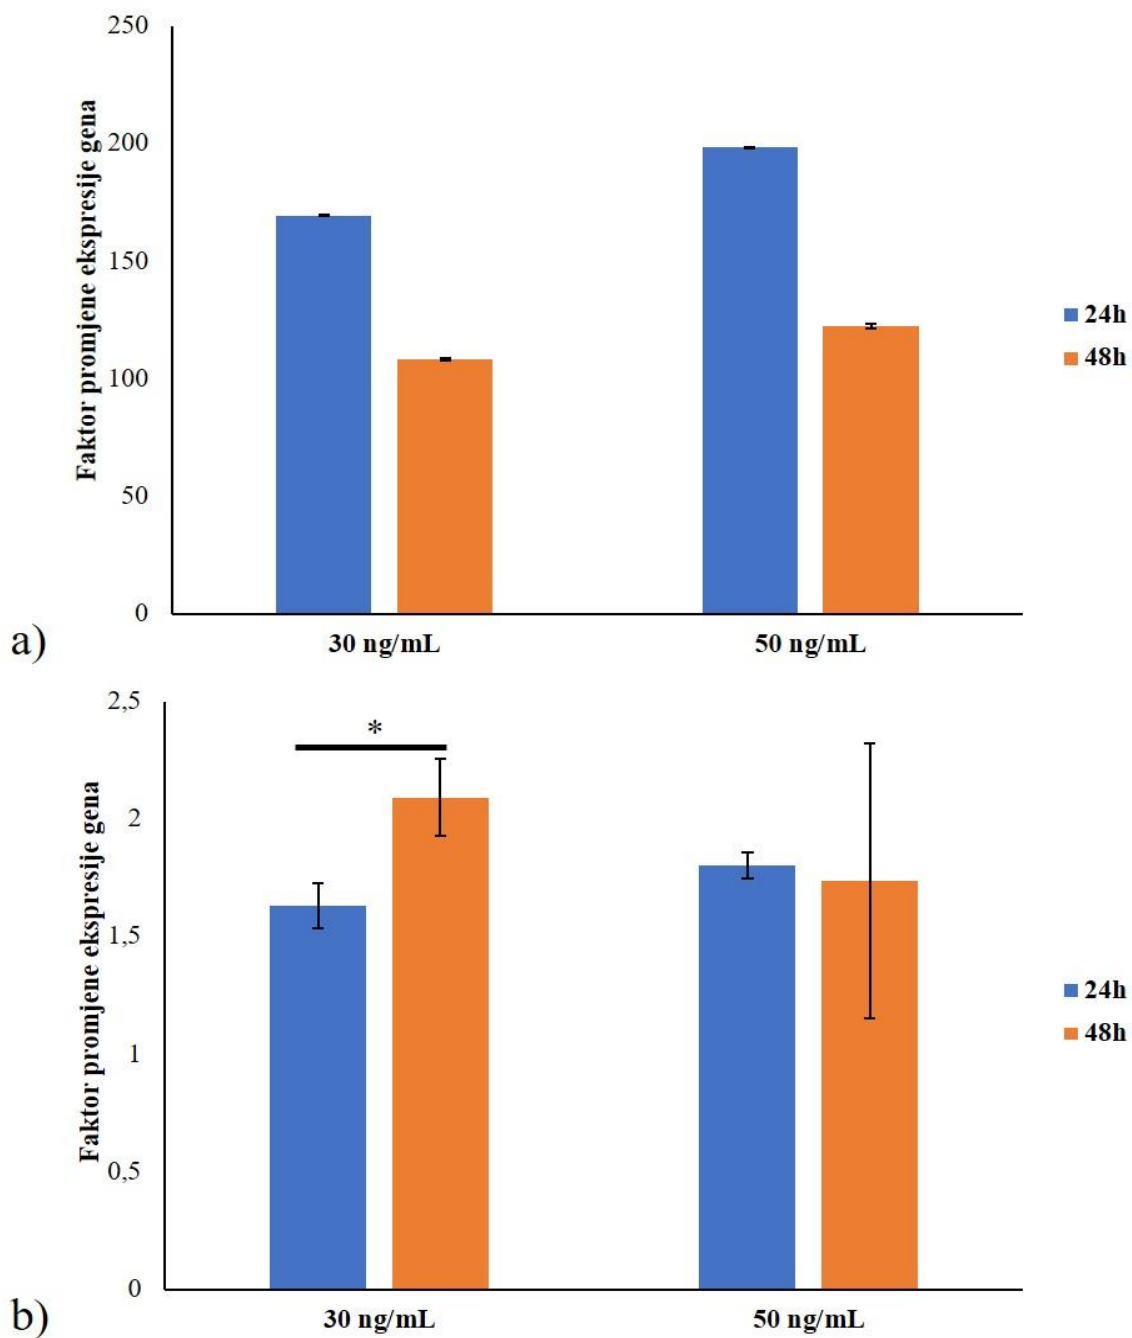 250
200
150
100
50
0
Faktor promjene ekspresije gena
30 ng/mL
50 ng/mL
24h
48h
a)
2,5
2
1,5
1
0,5
0
Faktor promjene ekspresije gena
*
30 ng/mL
50 ng/mL
24h
48h
b)